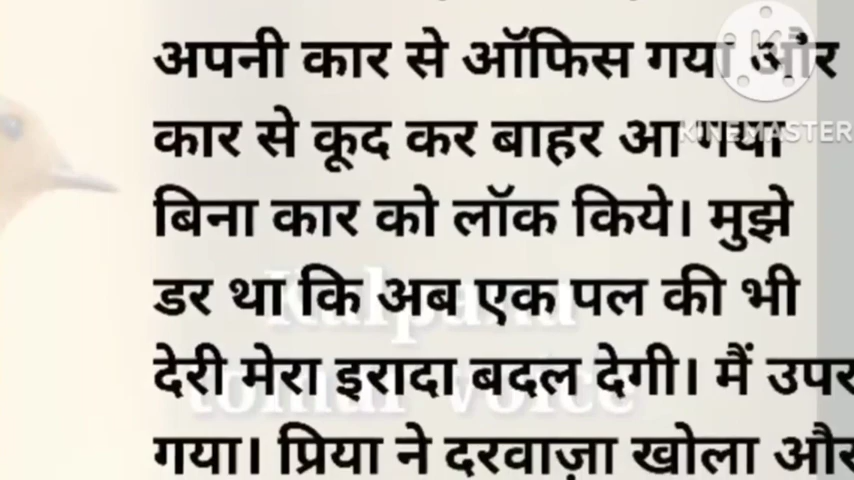 अपनी कार से ऑफिस गया और
KINEMASTER
कार से कूद कर बाहर आ गया
बिना कार को लॉक किये। मुझे
डर था कि अब एक पल की भी
Kalpana
देरी मेरा इरादा बदल देगी। मैं उपर
tomar voice
गया। प्रिया ने दरवाज़ा खोला और